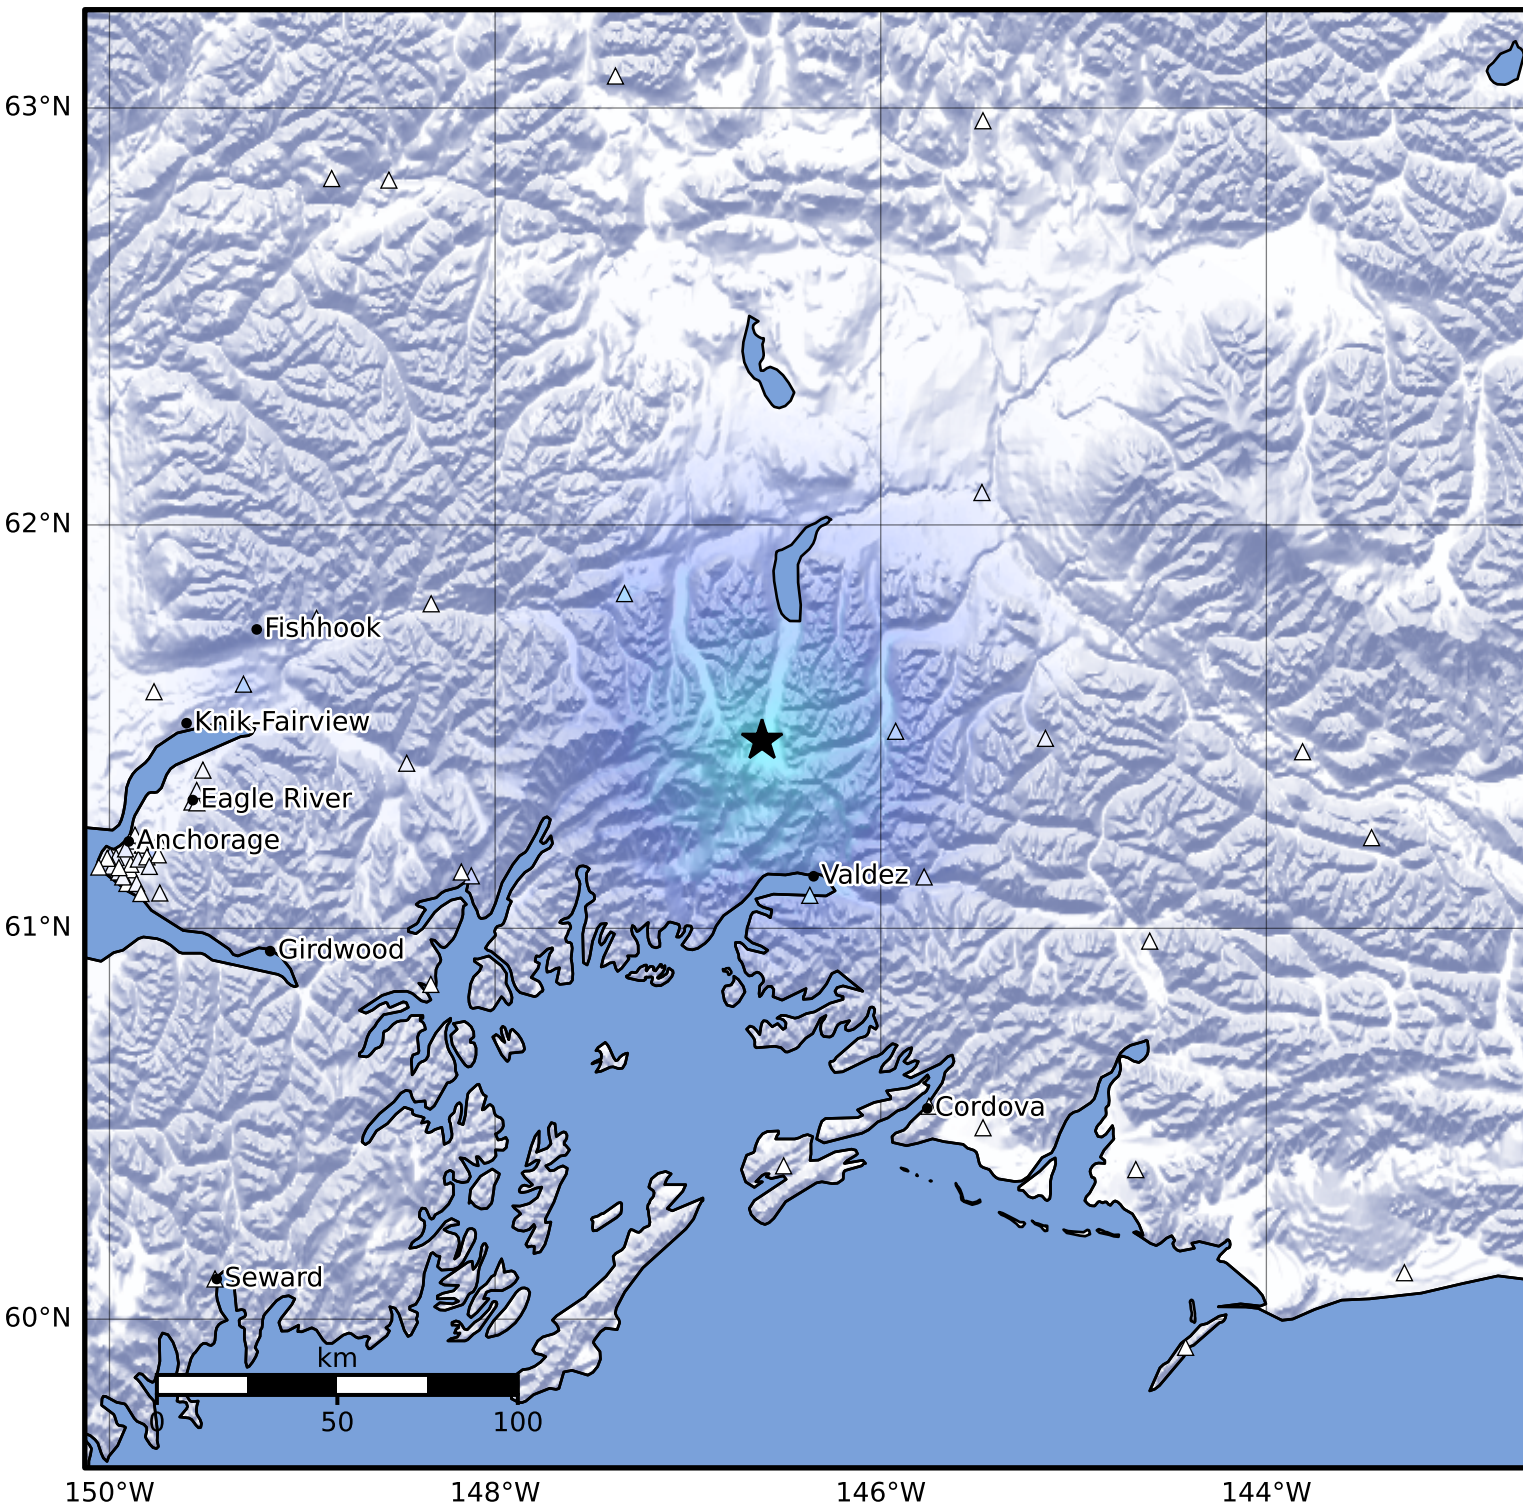 63°N
62°N
Fishhook
Knik-Fairview
Eagle River
Anchorage
Valdez
61°N
Girdwood
Cordova
Seward
60°N
km
0 50 100
150°W 148°W 146°W 144°W